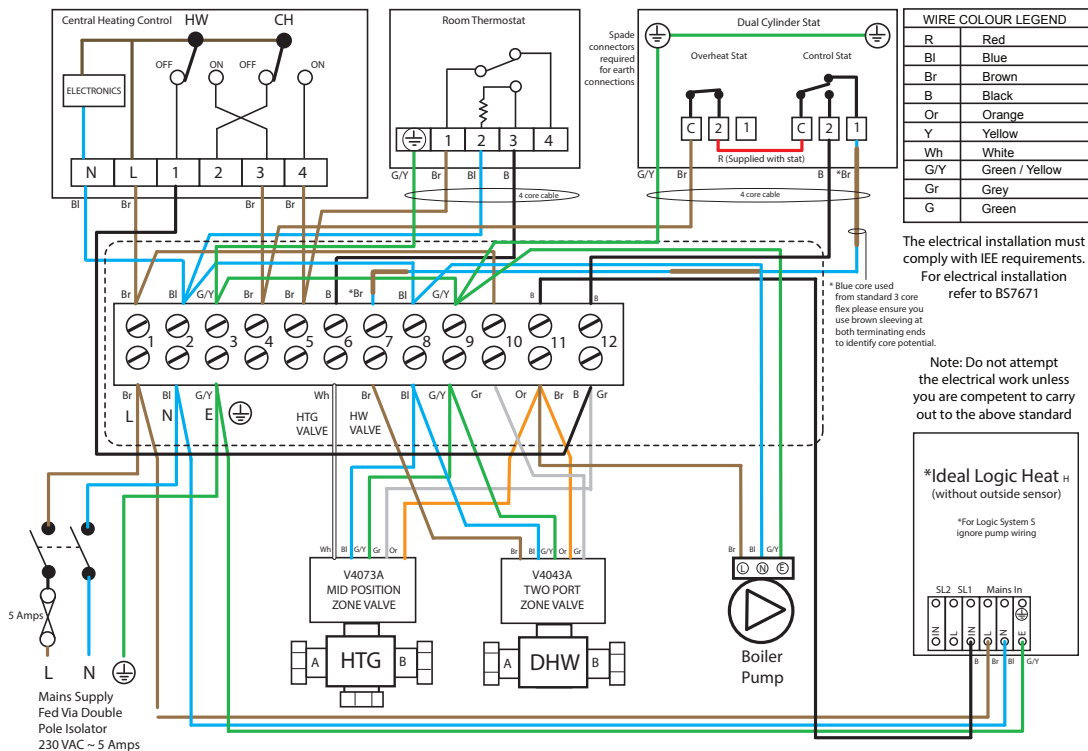 Central Heating Control
HW
CH
OFF
ON
OFF
ON
ELECTRONICS
N
L
1
2
3
4
Bl
Br
Br
Br
Room Thermostat
1
2
3
4
G/Y
Br
Bl
B
4 core cable
Spade
connectors
required
for earth
connections
Dual Cylinder Stat
Overheat Stat
Control Stat
C
2
1
C
2
1
R (Supplied with stat)
G/Y
Br
B
*Br
4 core cable
WIRE COLOUR LEGEND
R Red
Bl Blue
Br Brown
B Black
Or Orange
Y Yellow
Wh White
G/Y Green / Yellow
Gr Grey
G Green
The electrical installation must
comply with IEE requirements.
For electrical installation
refer to BS7671
* Blue core used
from standard 3 core
flex please ensure you
use brown sleeving at
both terminating ends
to identify core potential.
Note: Do not attempt
the electrical work unless
you are competent to carry
out to the above standard
Br
Bl
G/Y
Br
Br
B
*Br
Bl
G/Y
B
B
1
2
3
4
5
6
7
8
9
10
11
12
Br
Bl
G/Y
Wh
Br
Bl
G/Y
Gr
Or
Br
B
Gr
L
N
E
HTG
VALVE
HW
VALVE
5 Amps
L
N
Mains Supply
Fed Via Double
Pole Isolator
230 VAC ~ 5 Amps
Wh
Bl
G/Y
Gr
Or
V4073A
MID POSITION
ZONE VALVE
A
HTG
B
Br
Bl
G/Y
Or
Gr
V4043A
TWO PORT
ZONE VALVE
A
DHW
B
Br
Bl
G/Y
L
N
E
Boiler
Pump
*Ideal Logic Heat H
(without outside sensor)
*For Logic System S
ignore pump wiring
SL2
SL1
Mains In
IN
L
IN
L
N
E
B
Br
Bl
G/Y